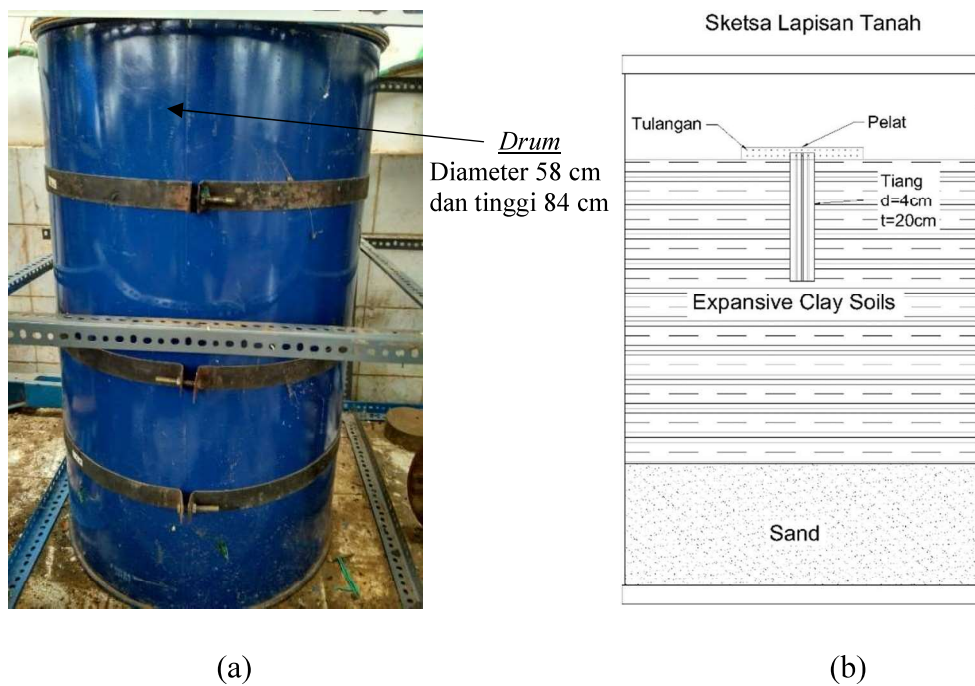 Sketsa Lapisan Tanah
Drum
Diameter 58 cm
dan tinggi 84 cm
Tulangan
Pelat
Tiang
d=4cm
t=20cm
Expansive Clay Soils
Sand
(a)
(b)